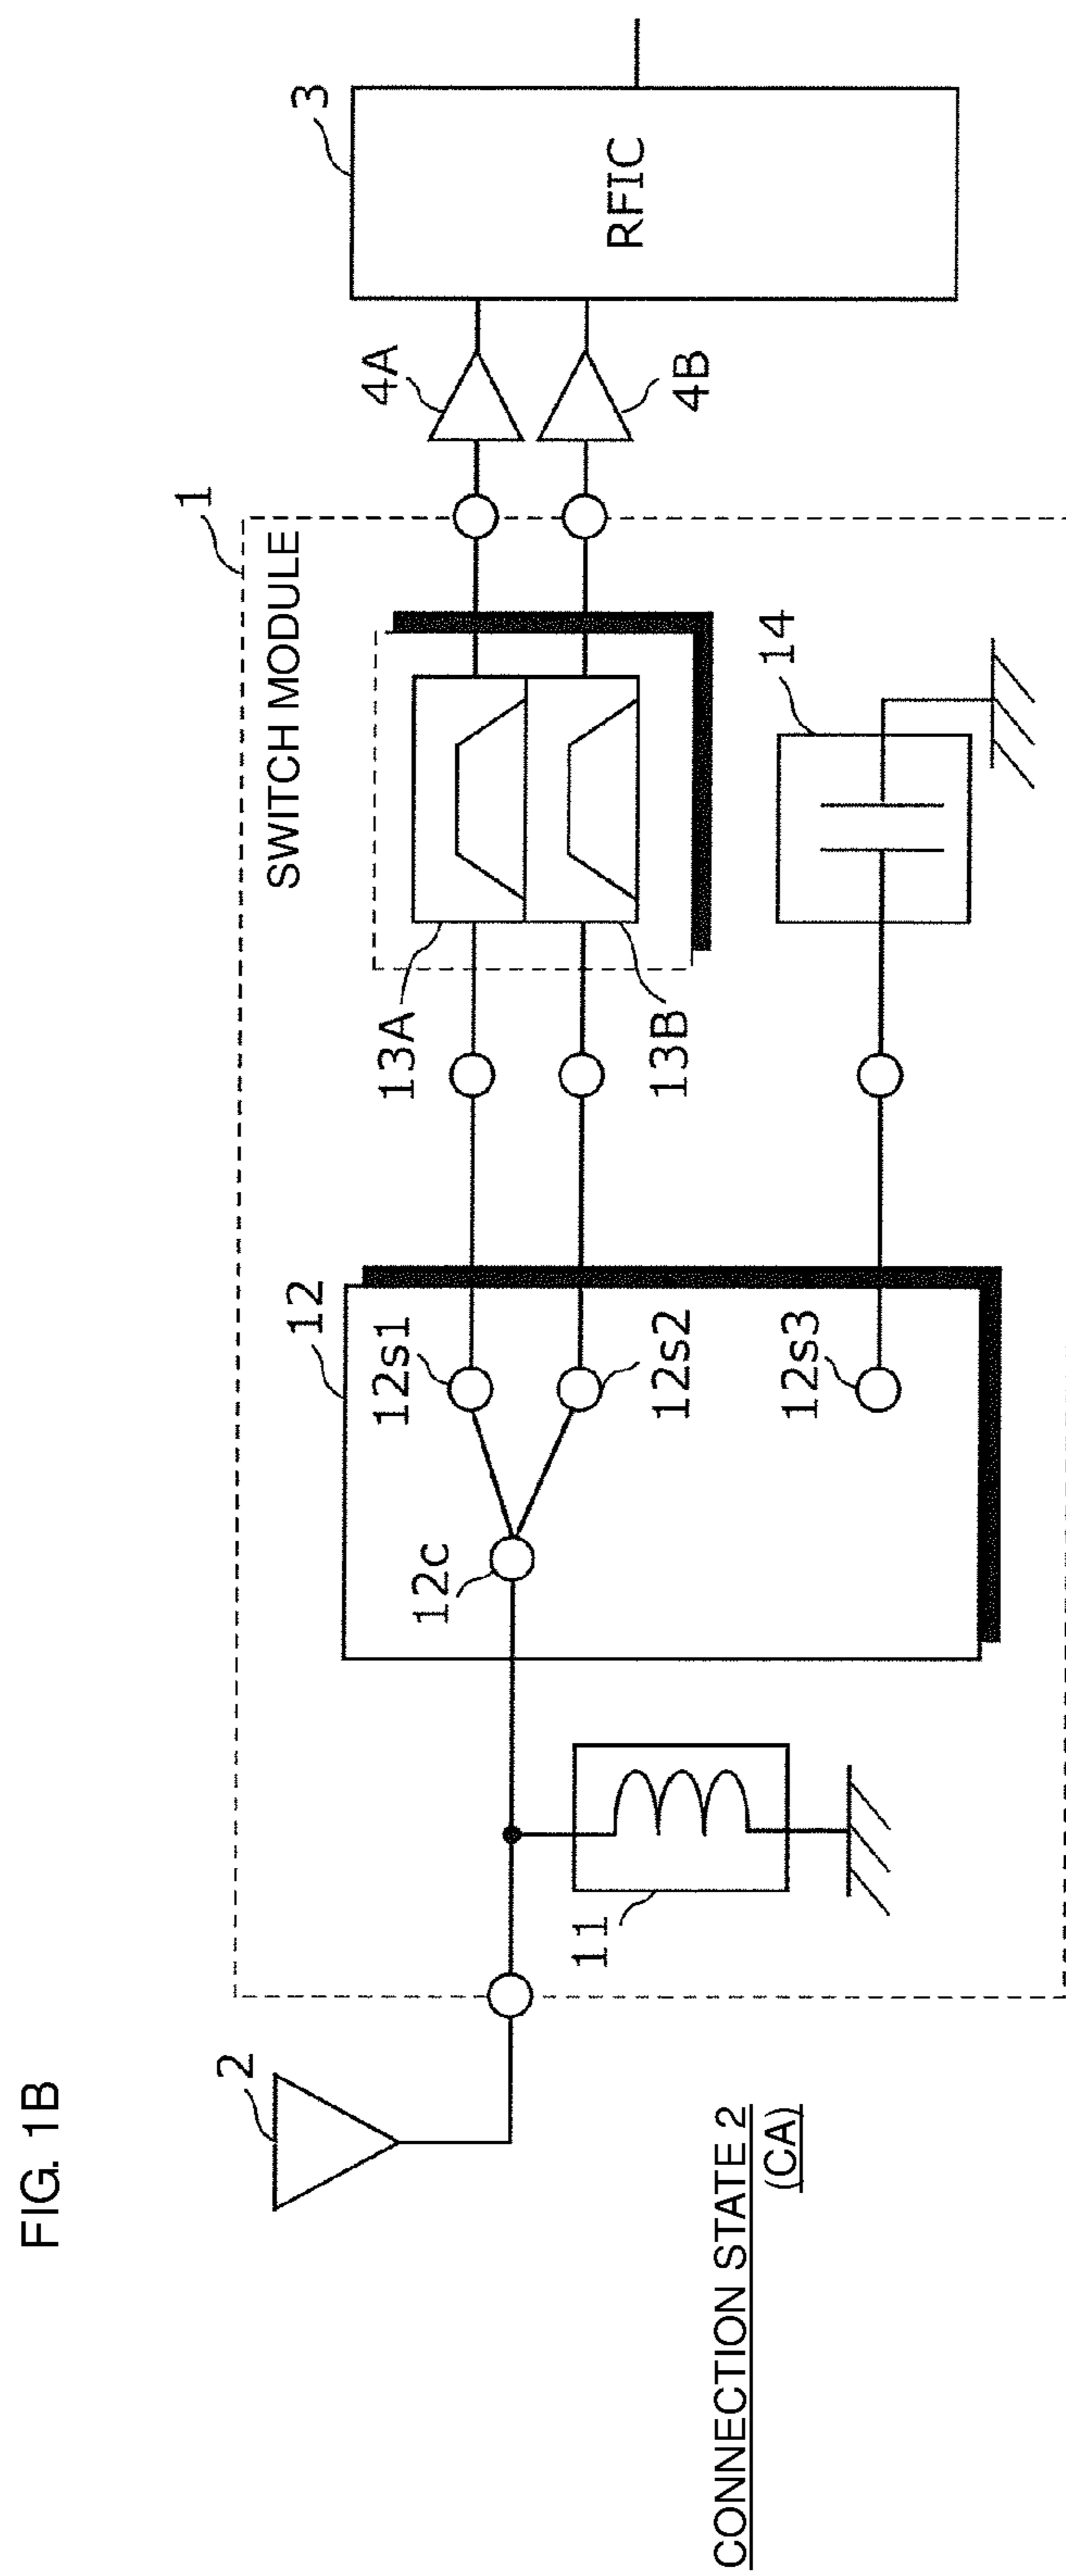 FIG. 1B
1
SWITCH MODULE
2
11
12
12c
12s1
12s2
12s3
13A
13B
14
4A
4B
3
RFIC
CONNECTION STATE 2
(CA)